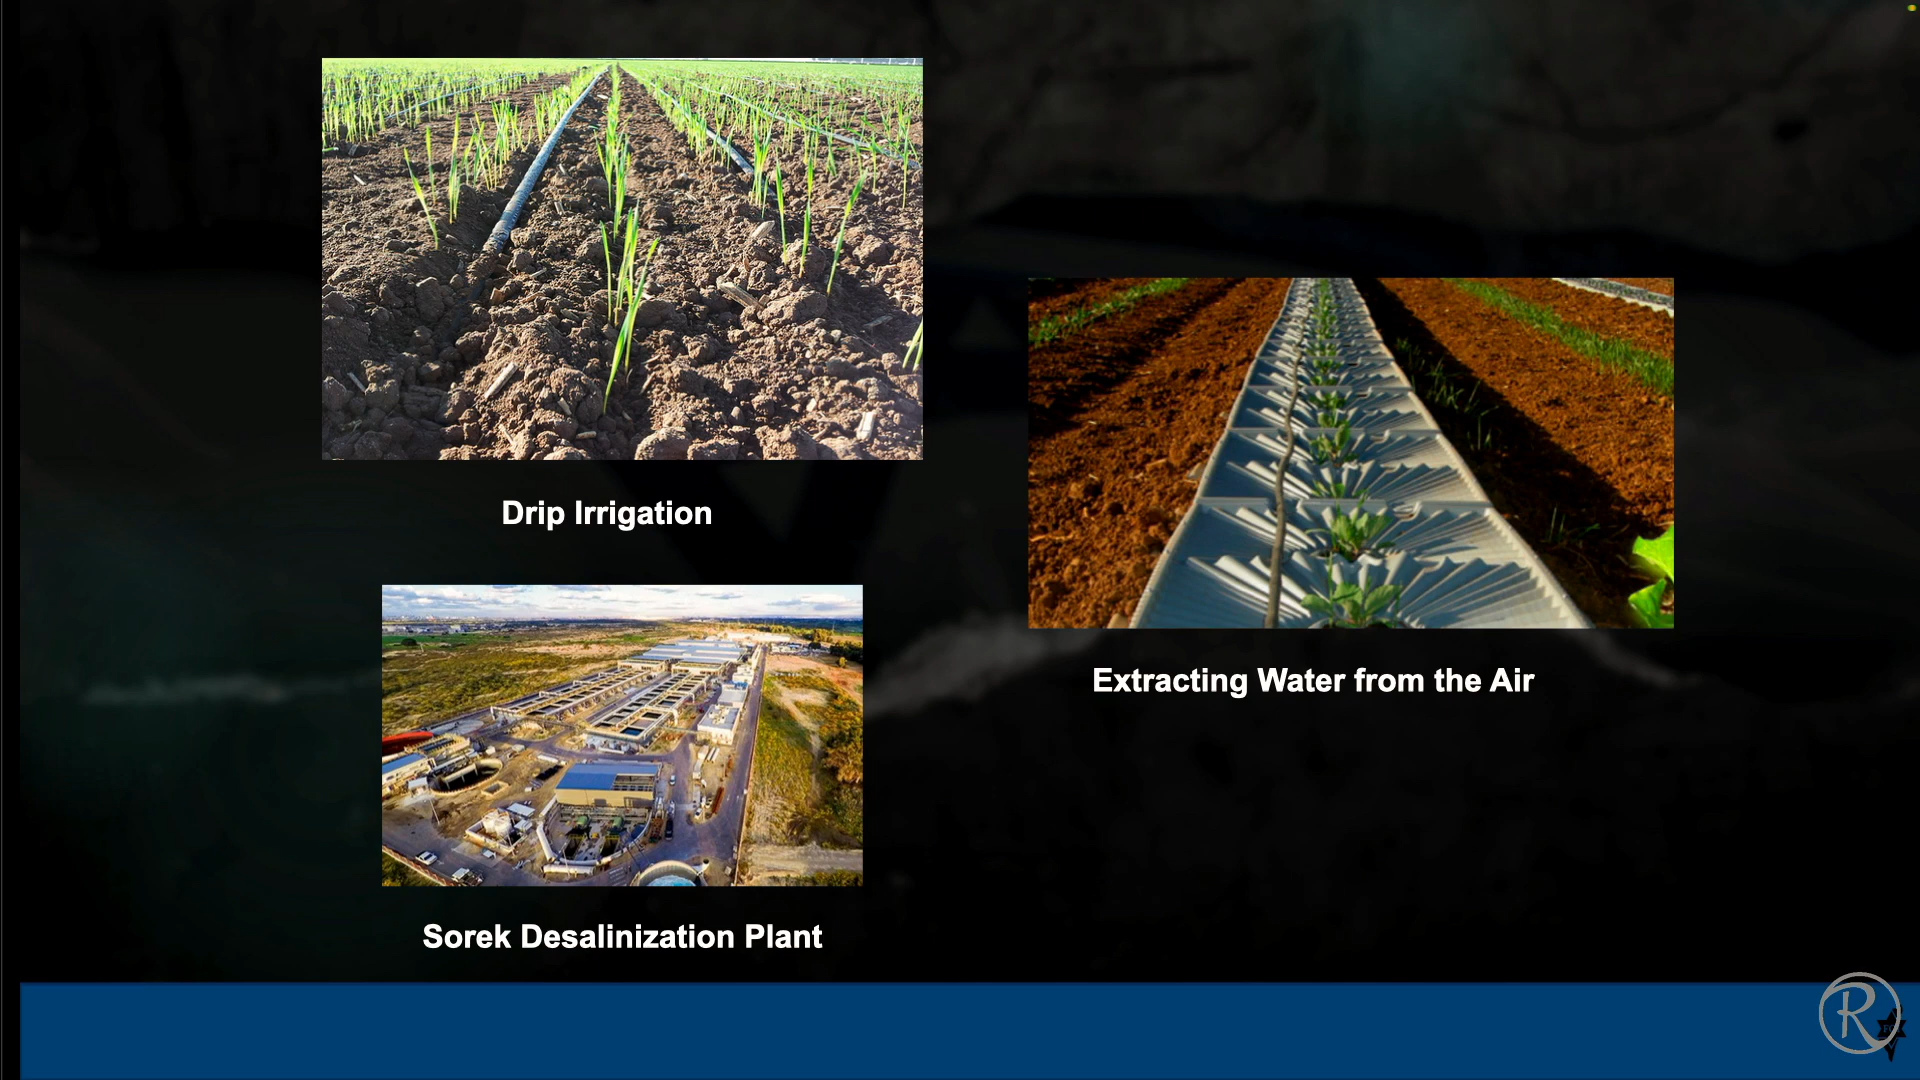 Drip Irrigation
Extracting Water from the Air
Sorek Desalinization Plant
R